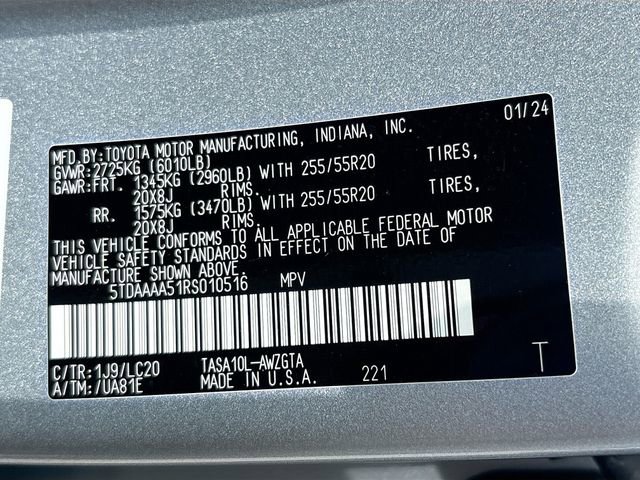 01/24
MFD.BY:TOYOTA MOTOR MANUFACTURING, INDIANA, INC.
GVWR:2725KG (6010LB)
GAWR:FRT. 1345KG (2960LB) WITH 255/55R20 TIRES,
20X8J RIMS.
RR. 1575KG (3470LB) WITH 255/55R20 TIRES,
20X8J RIMS.
THIS VEHICLE CONFORMS TO ALL APPLICABLE FEDERAL MOTOR
VEHICLE SAFETY STANDARDS IN EFFECT ON THE DATE OF
MANUFACTURE SHOWN ABOVE.
5TDAAAA51RS010516 MPV
C/TR:1J9/LC20 TASA10L-AWZGTA
A/TM:/UA81E MADE IN U.S.A. 221 T